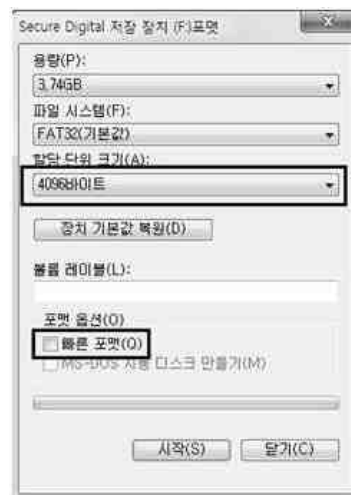 Secure Digital 저장 장치 (F:)포맷
용량(P):
3.74GB
파일 시스템(F):
FAT32(기본값)
할당 단위 크기(A):
4096바이트
장치 기본값 복원(D)
볼륨 레이블(L):
포맷 옵션(O)
빠른 포맷(Q)
MS-DOS 시동 디스크 만들기(M)
시작(S) 닫기(C)